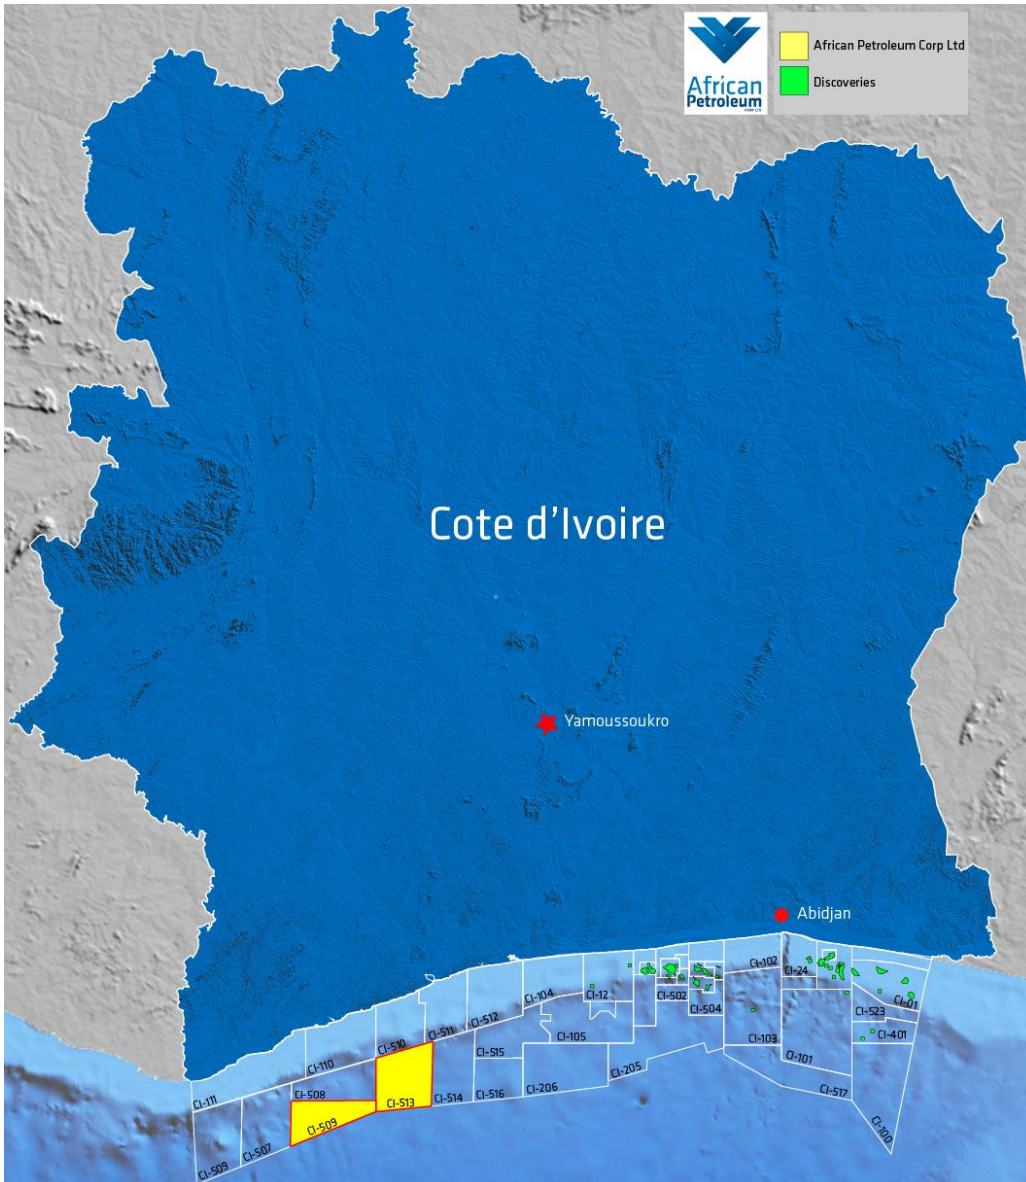 African
Petroleum
CORP LTD
African Petroleum Corp Ltd
Discoveries
Cote d'Ivoire
Yamoussoukro
Abidjan
CI-102
CI-24
CI-01
CI-104
CI-12
CI-502
CI-504
CI-523
CI-512
CI-511
CI-510
CI-105
CI-103
CI-401
CI-110
CI-515
CI-101
CI-205
CI-111
CI-508
CI-513
CI-514
CI-516
CI-206
CI-517
CI-509
CI-100
CI-507
CI-509